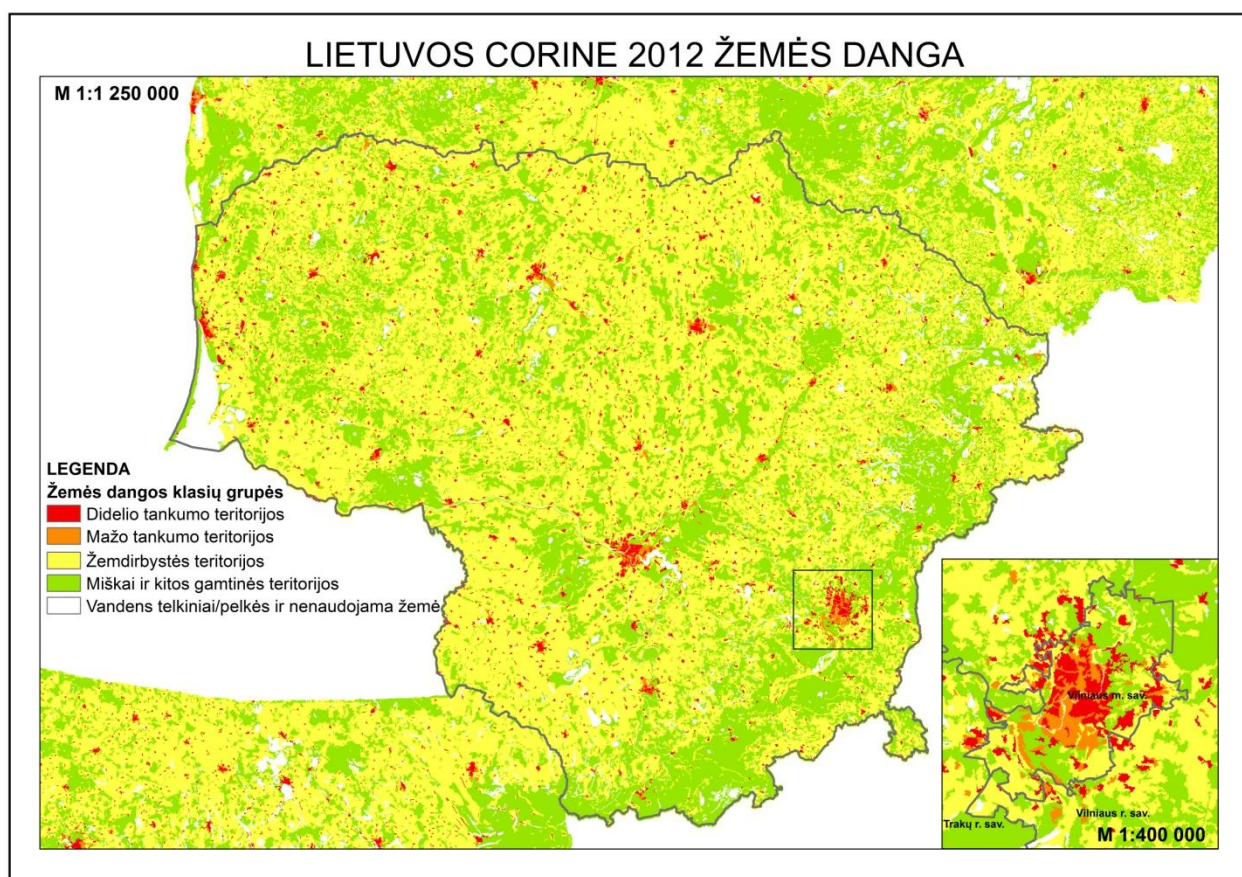 LIETUVOS CORINE 2012 ŽEMĖS DANGA
M 1:1 250 000
LEGENDA
Žemės dangos klasių grupės
Didelio tankumo teritorijos
Mažo tankumo teritorijos
Žemdirbystės teritorijos
Miškai ir kitos gamtinės teritorijos
Vandens telkiniai/pelkės ir nenaudojama žemė
Vilniaus m. sav.
Vilniaus r. sav.
Trakų r. sav.
M 1:400 000